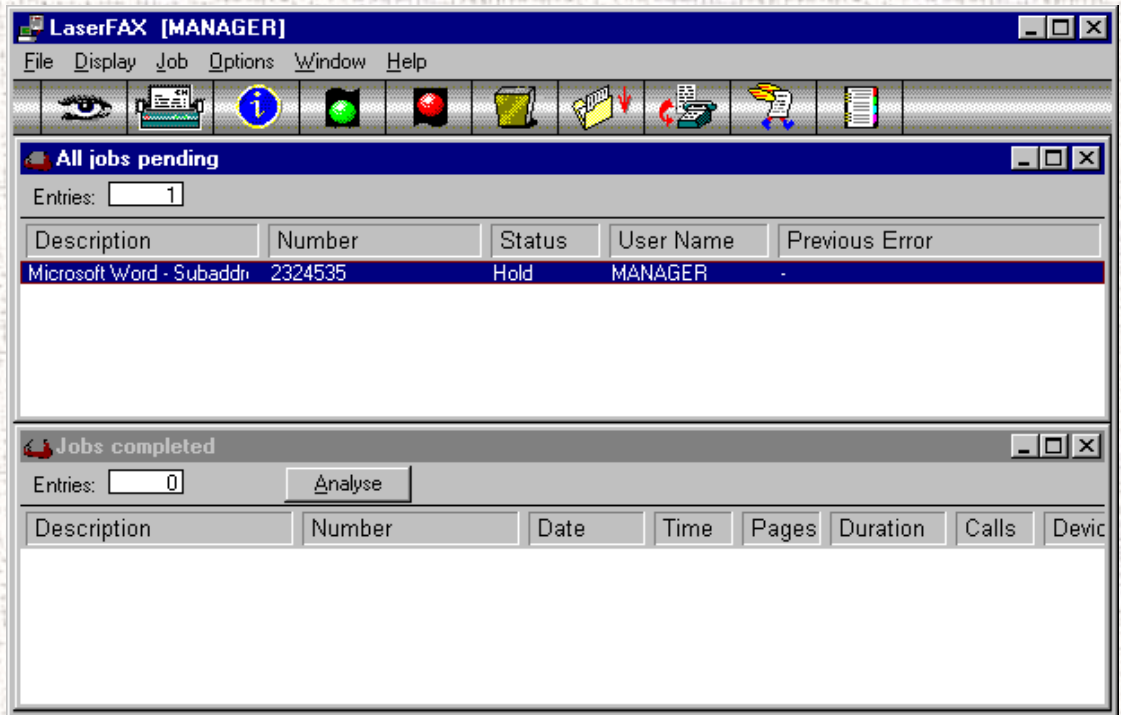 LaserFAX [MANAGER]
File Display Job Options Window Help
All jobs pending
Entries: 1
Description Number Status User Name Previous Error
Microsoft Word - Subaddr 2324535 Hold MANAGER -
Jobs completed
Entries: 0 Analyse
Description Number Date Time Pages Duration Calls Devic